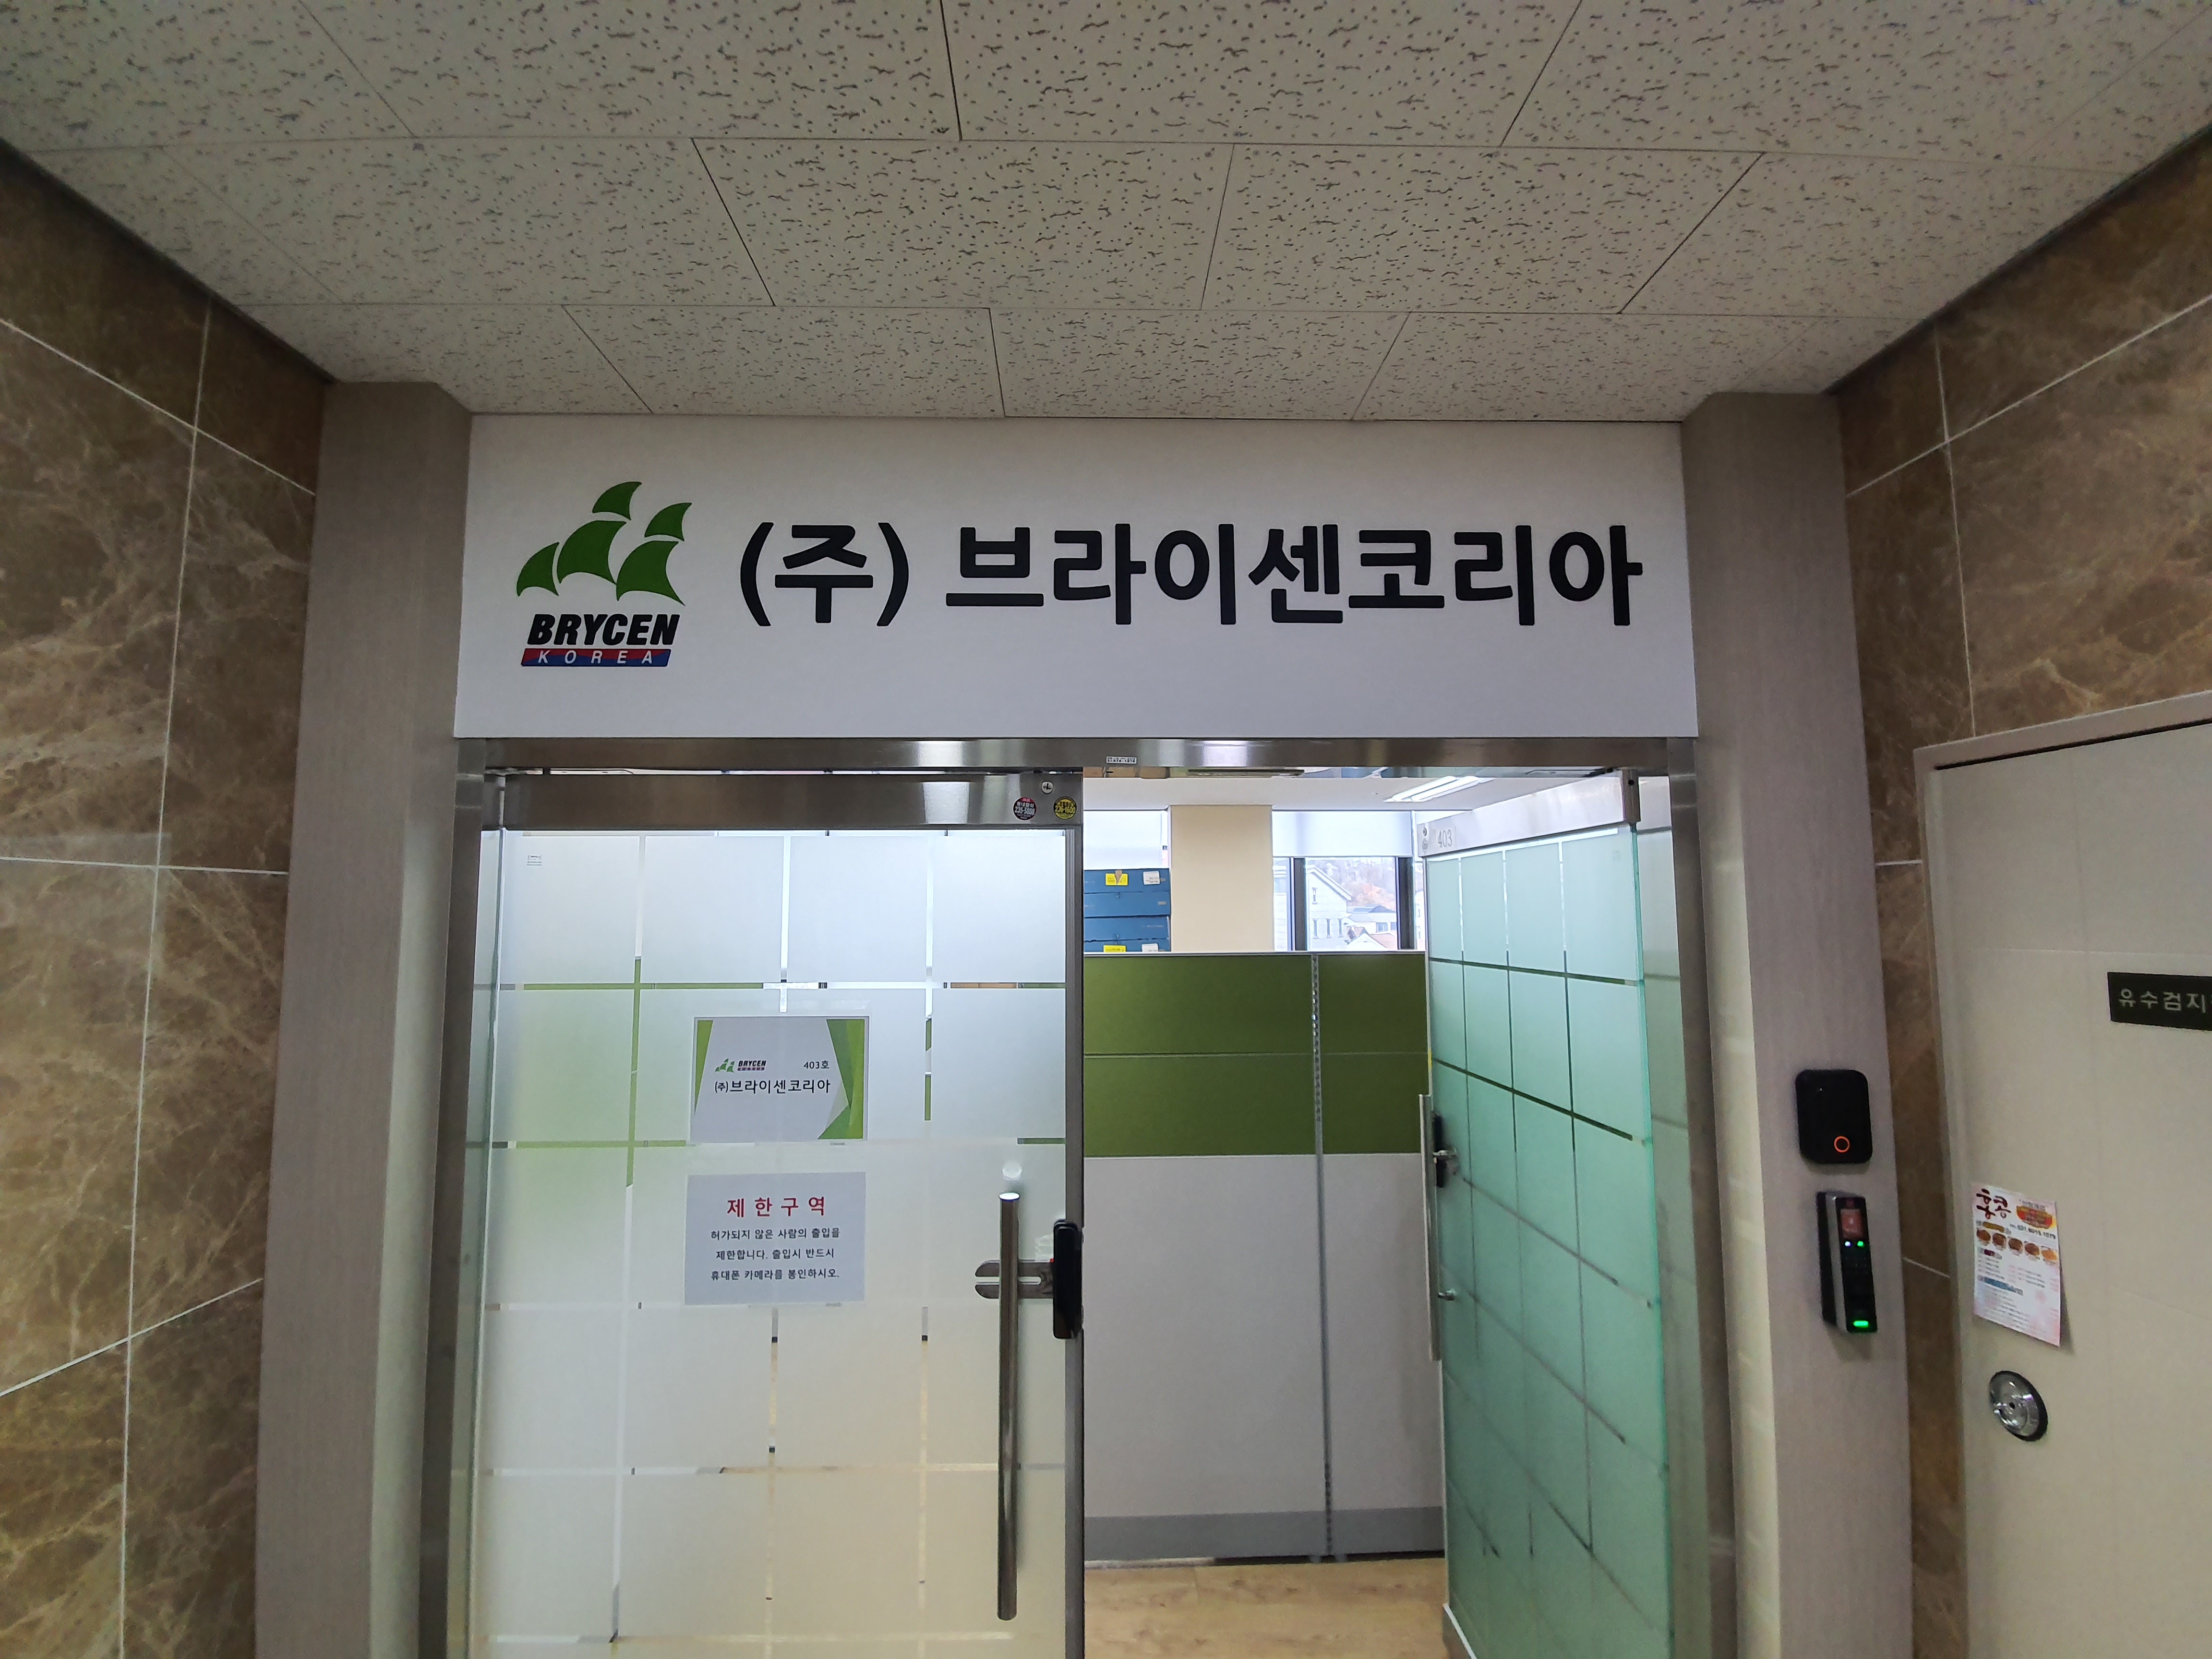 (주) 브라이센코리아
BRYCEN
KOREA
403
BRYCEN
403호
(주)브라이센코리아
제한구역
허가되지 않은 사람의 출입을
제한합니다. 출입시 반드시
휴대폰 카메라를 봉인하시오.
유수검지
홍콩